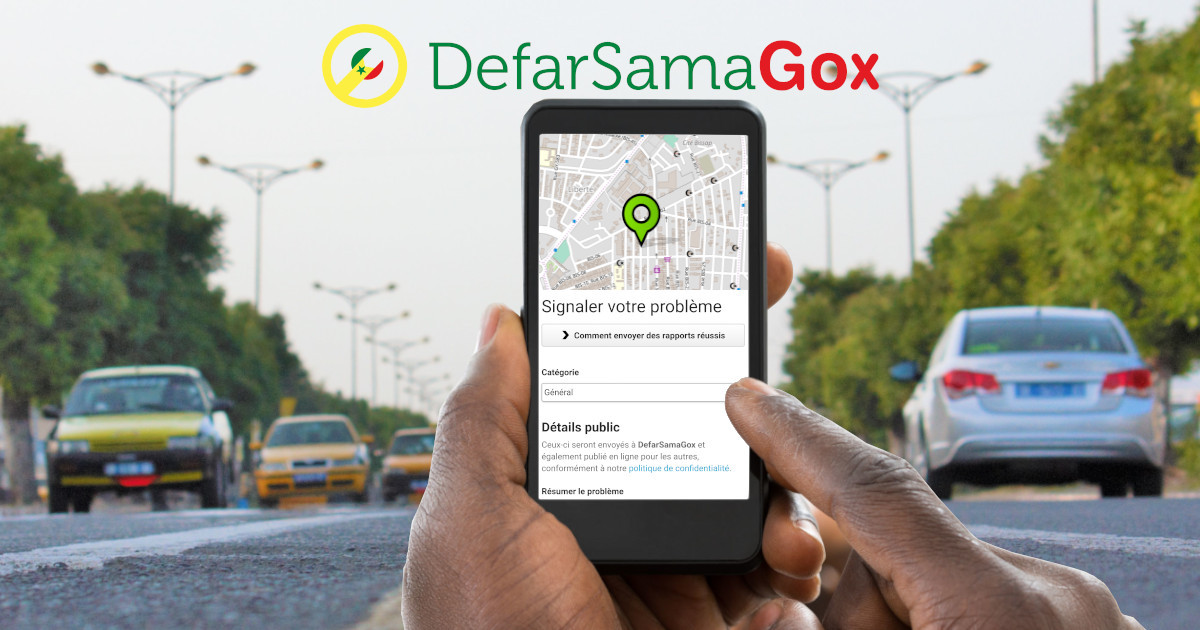 DefarSamaGox
Liberté
Signaler votre problème
Comment envoyer des rapports réussis
Catégorie
Général
Détails public
Ceux-ci seront envoyés à DefarSamaGox et
également publié en ligne pour les autres,
conformément à notre politique de confidentialité.
Résumer le problème